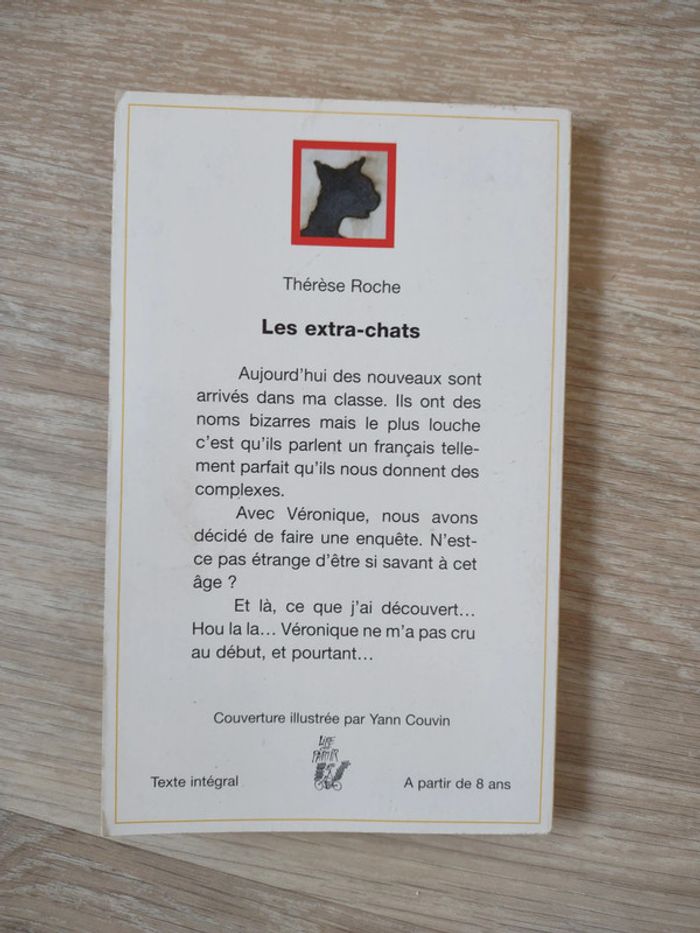 Thérèse Roche
Les extra-chats
Aujourd'hui des nouveaux sont
arrivés dans ma classe. Ils ont des
noms bizarres mais le plus louche
c'est qu'ils parlent un français telle-
ment parfait qu'ils nous donnent des
complexes.
Avec Véronique, nous avons
décidé de faire une enquête. N'est-
ce pas étrange d'être si savant à cet
âge ?
Et là, ce que j'ai découvert...
Hou la la... Véronique ne m'a pas cru
au début, et pourtant...
Couverture illustrée par Yann Couvin
LIRE
PARTIR
Texte intégral
A partir de 8 ans